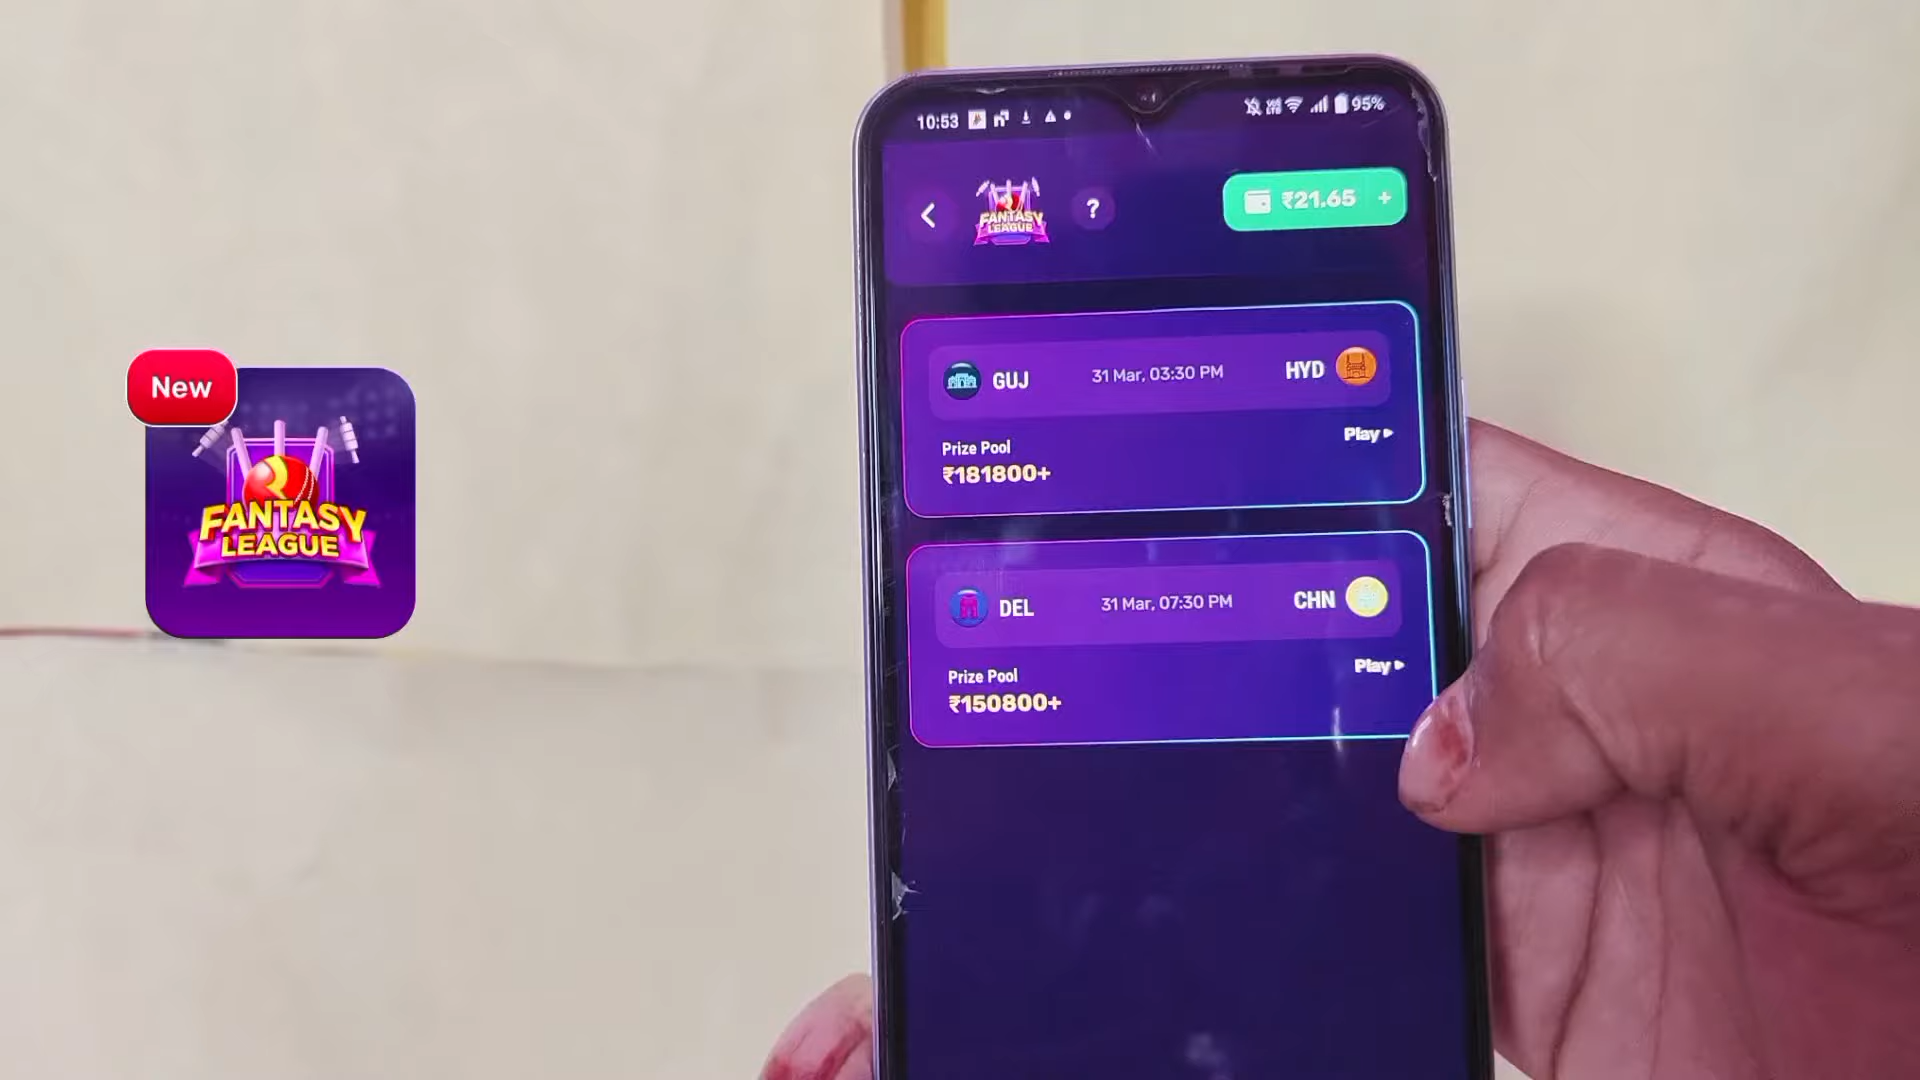 New
FANTASY
LEAGUE
10:53
95%
FANTASY
LEAGUE
?
₹21.65 +
GUJ
31 Mar, 03:30 PM
HYD
Play
Prize Pool
₹181800+
DEL
31 Mar, 07:30 PM
CHN
Play
Prize Pool
₹150800+